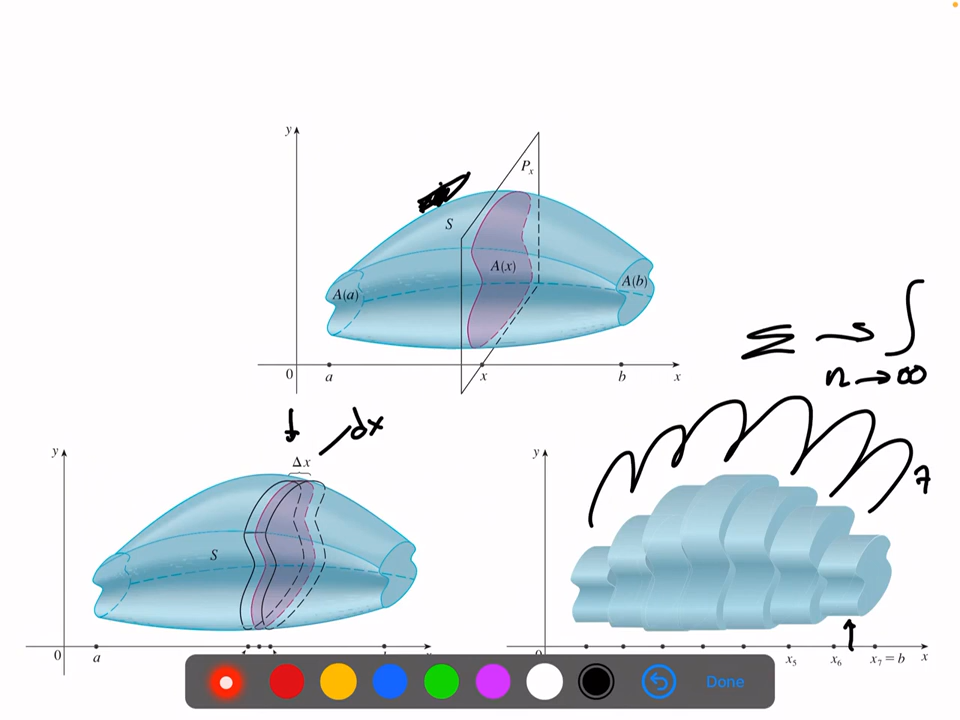 y
P_x
S
A(x)
A(a)
A(b)
0 a x b x
Σ → ∫
n → ∞
dx
Δx
y
S
0 a
y
7
0 x₅ x₆ x₇ = b x
Done